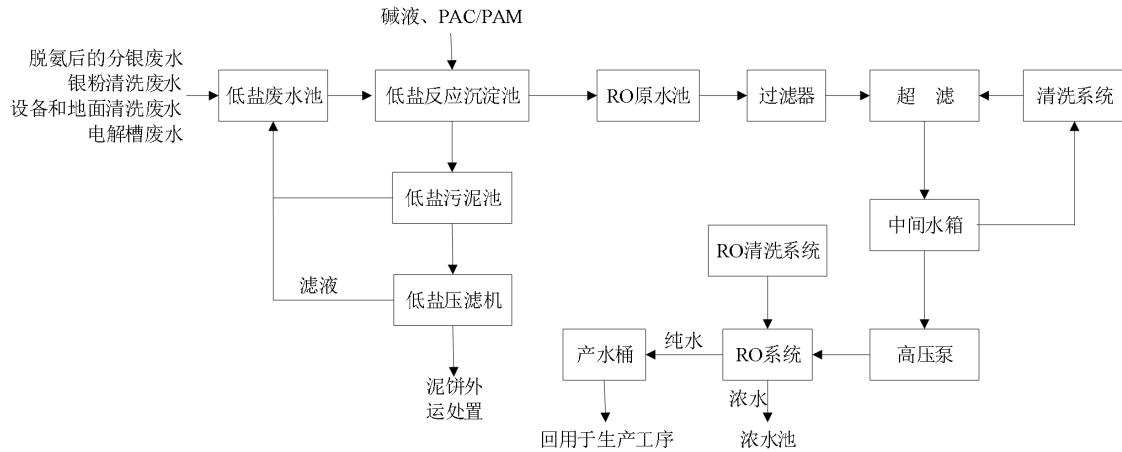 碱液、PAC/PAM
脱氨后的分银废水
银粉清洗废水
设备和地面清洗废水
电解槽废水
低盐废水池
低盐反应沉淀池
RO原水池
过滤器
超 滤
清洗系统
低盐污泥池
中间水箱
RO清洗系统
滤液
低盐压滤机
产水桶
纯水
RO系统
高压泵
泥饼外
运处置
浓水
回用于生产工序
浓水池